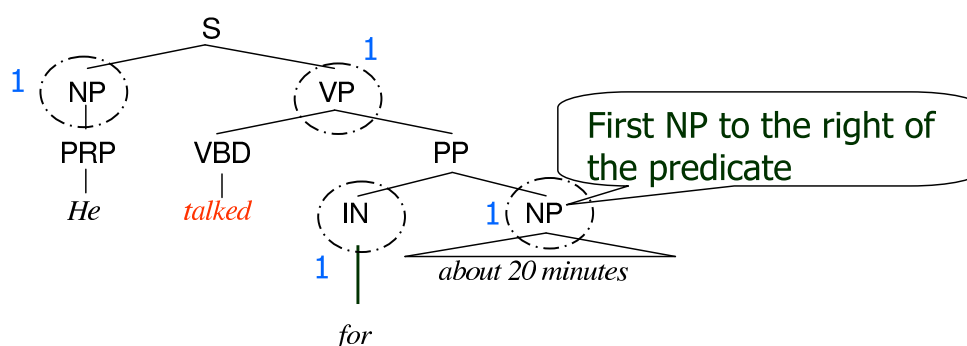 S
1
1
NP
VP
First NP to the right of
the predicate
PRP
VBD
PP
He
talked
IN
1
NP
1
about 20 minutes
for